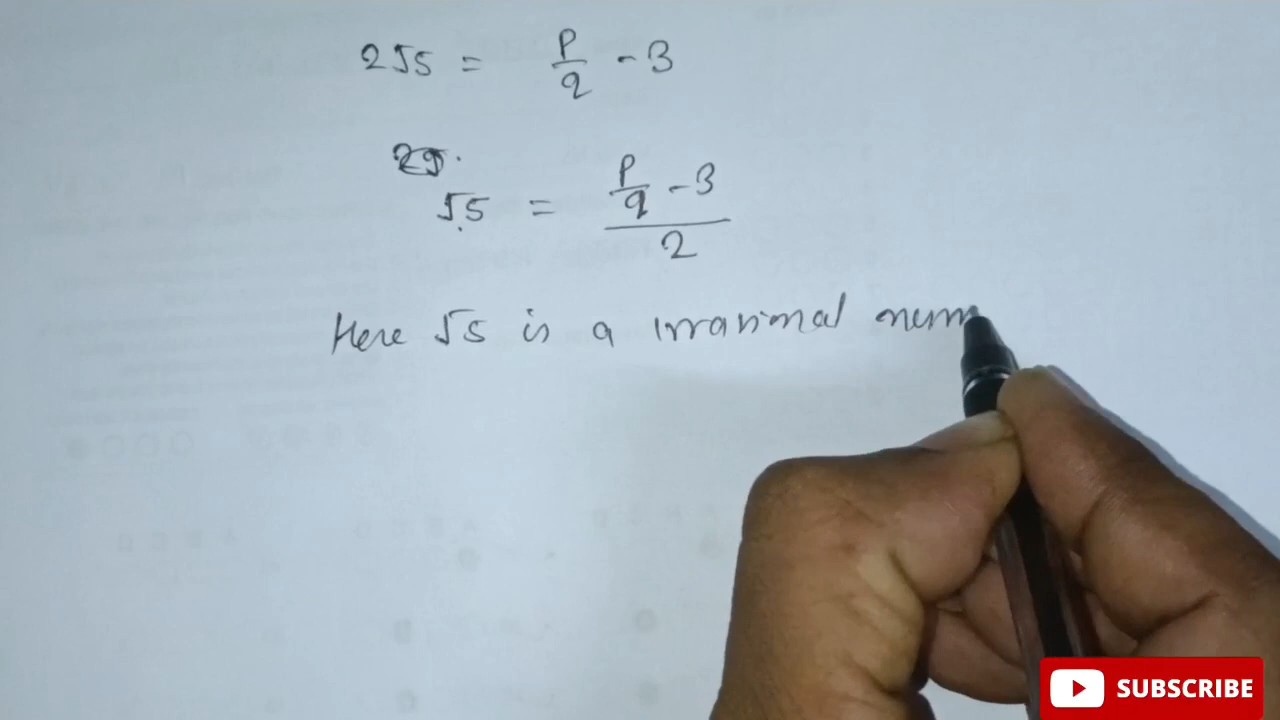 2√5 = p/q - 3
√5 = (p/q - 3)/2
Here √5 is a irrational num
SUBSCRIBE